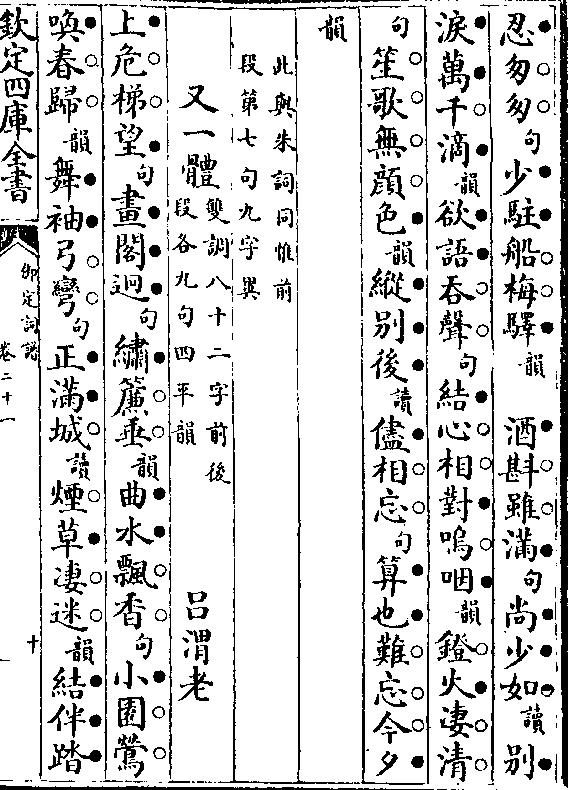 忍匆匆句少駐船梅驛韻　酒斟雖滿句尚少如讀別
淚萬千滴韻欲語吞聲句結心相對嗚咽韻鐙火淒清
句笙歌無顔色韻縱别後讀儘相忘句算也難忘今夕
韻
此與朱詞同惟前
段第七句九字異
又一體雙調八十二字前後
段各九句四平韻　吕渭老
上危梯望句畫閣迥句繡簾垂韻曲水飄香句小園鶯
喚春歸韻舞袖弓彎句正滿城讀煙草淒迷韻結伴踏
欽定四庫全書
御定詞譜
卷二十一
十